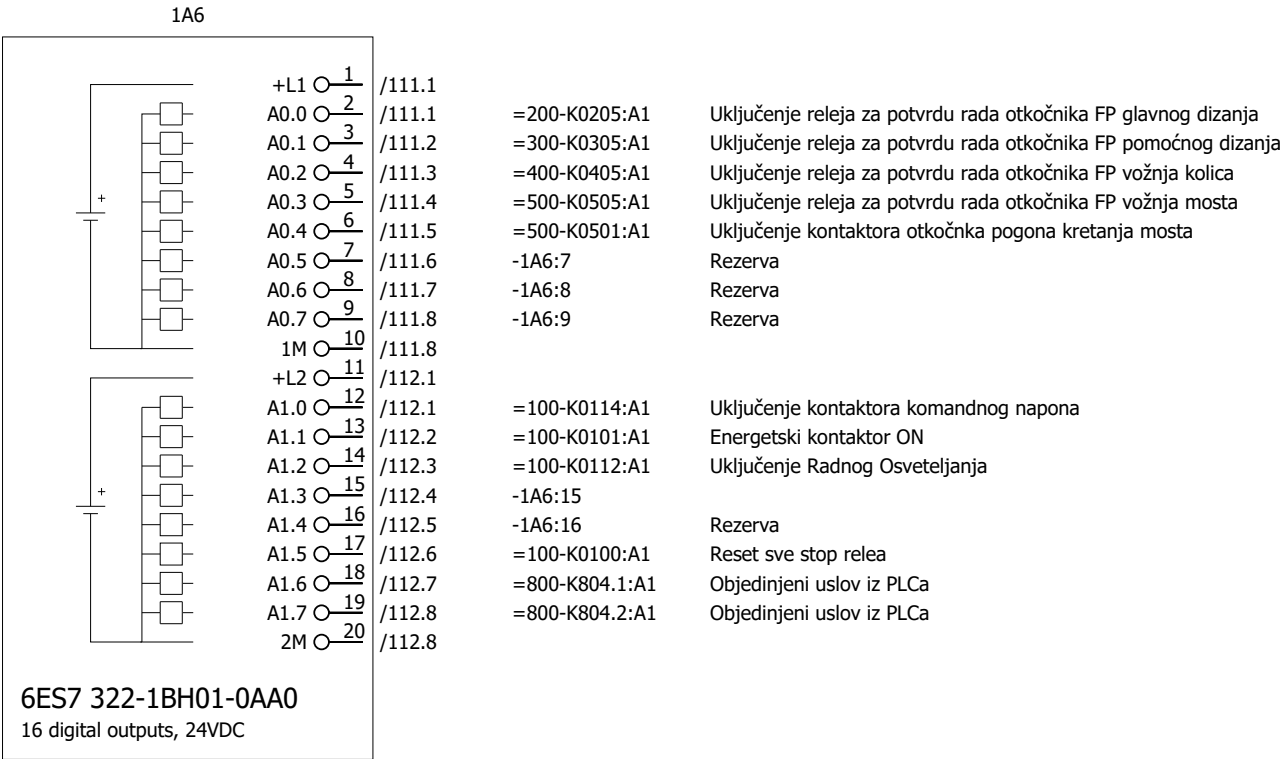 1A6
+L1 1 /111.1
A0.0 2 /111.1 =200-K0205:A1 Uključenje releja za potvrdu rada otkočnika FP glavnog dizanja
A0.1 3 /111.2 =300-K0305:A1 Uključenje releja za potvrdu rada otkočnika FP pomoćnog dizanja
A0.2 4 /111.3 =400-K0405:A1 Uključenje releja za potvrdu rada otkočnika FP vožnja kolica
A0.3 5 /111.4 =500-K0505:A1 Uključenje releja za potvrdu rada otkočnika FP vožnja mosta
A0.4 6 /111.5 =500-K0501:A1 Uključenje kontaktora otkočnka pogona kretanja mosta
A0.5 7 /111.6 -1A6:7 Rezerva
A0.6 8 /111.7 -1A6:8 Rezerva
A0.7 9 /111.8 -1A6:9 Rezerva
1M 10 /111.8
+L2 11 /112.1
A1.0 12 /112.1 =100-K0114:A1 Uključenje kontaktora komandnog napona
A1.1 13 /112.2 =100-K0101:A1 Energetski kontaktor ON
A1.2 14 /112.3 =100-K0112:A1 Uključenje Radnog Osveteljanja
A1.3 15 /112.4 -1A6:15
A1.4 16 /112.5 -1A6:16 Rezerva
A1.5 17 /112.6 =100-K0100:A1 Reset sve stop relea
A1.6 18 /112.7 =800-K804.1:A1 Objedinjeni uslov iz PLCa
A1.7 19 /112.8 =800-K804.2:A1 Objedinjeni uslov iz PLCa
2M 20 /112.8
+
+
6ES7 322-1BH01-0AA0
16 digital outputs, 24VDC